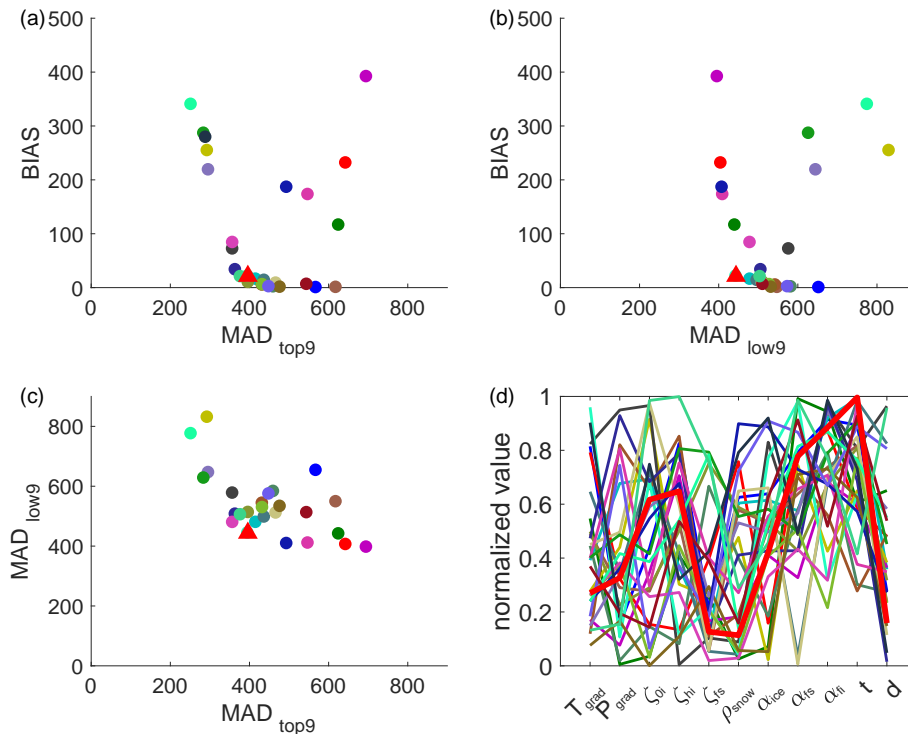 (a)
500
400
300
200
100
0
BIAS
0 200 400 600 800
MAD top9
(b)
500
400
300
200
100
0
BIAS
0 200 400 600 800
MAD low9
(c)
800
600
400
200
0
MAD low9
0 200 400 600 800
MAD top9
(d)
1
0.8
0.6
0.4
0.2
0
normalized value
T grad P grad ζ0i ζhi ζfs ρsnow αice αfs αfi t d